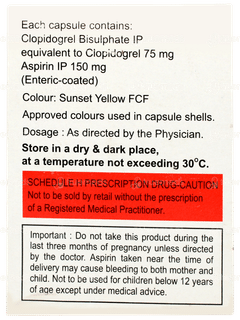 Each capsule contains:
Clopidogrel Bisulphate IP
equivalent to Clopidogrel 75 mg
Aspirin IP 150 mg
(Enteric-coated)
Colour: Sunset Yellow FCF
Approved colours used in capsule shells.
Dosage : As directed by the Physician.
Store in a dry & dark place,
at a temperature not exceeding 30°C.
SCHEDULE H PRESCRIPTION DRUG-CAUTION
Not to be sold by retail without the prescription
of a Registered Medical Practitioner.
Important : Do not take this product during the
last three months of pregnancy unless directed
by the doctor. Aspirin taken near the time of
delivery may cause bleeding to both mother and
child. Not to be used for children below 12 years
of age except under medical advice.